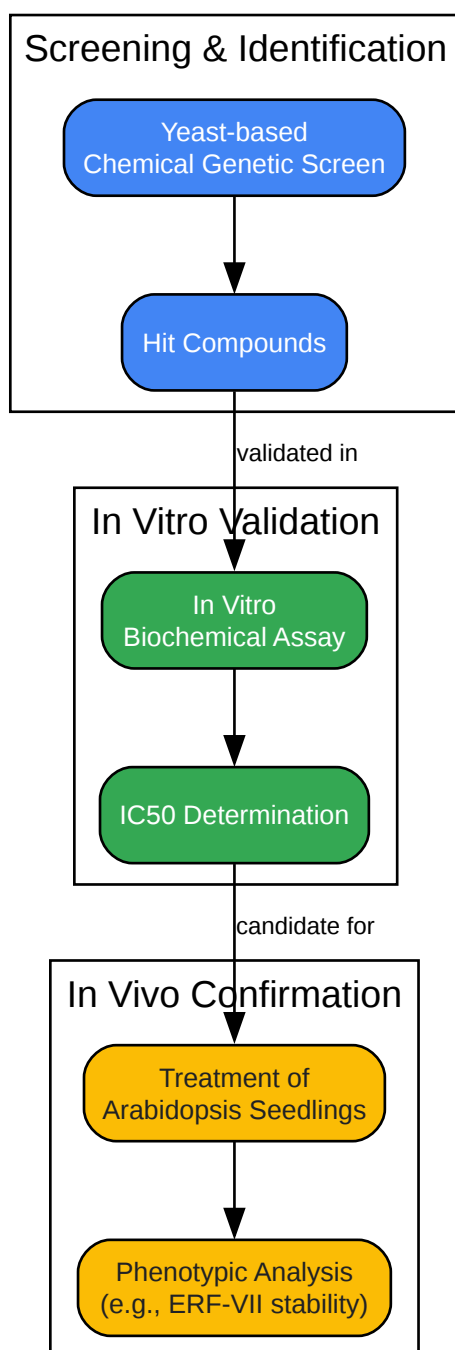 Screening & Identification
Yeast-based
Chemical Genetic Screen
Hit Compounds
validated in
In Vitro Validation
In Vitro
Biochemical Assay
IC50 Determination
candidate for
In Vivo Confirmation
Treatment of
Arabidopsis Seedlings
Phenotypic Analysis
(e.g., ERF-VII stability)